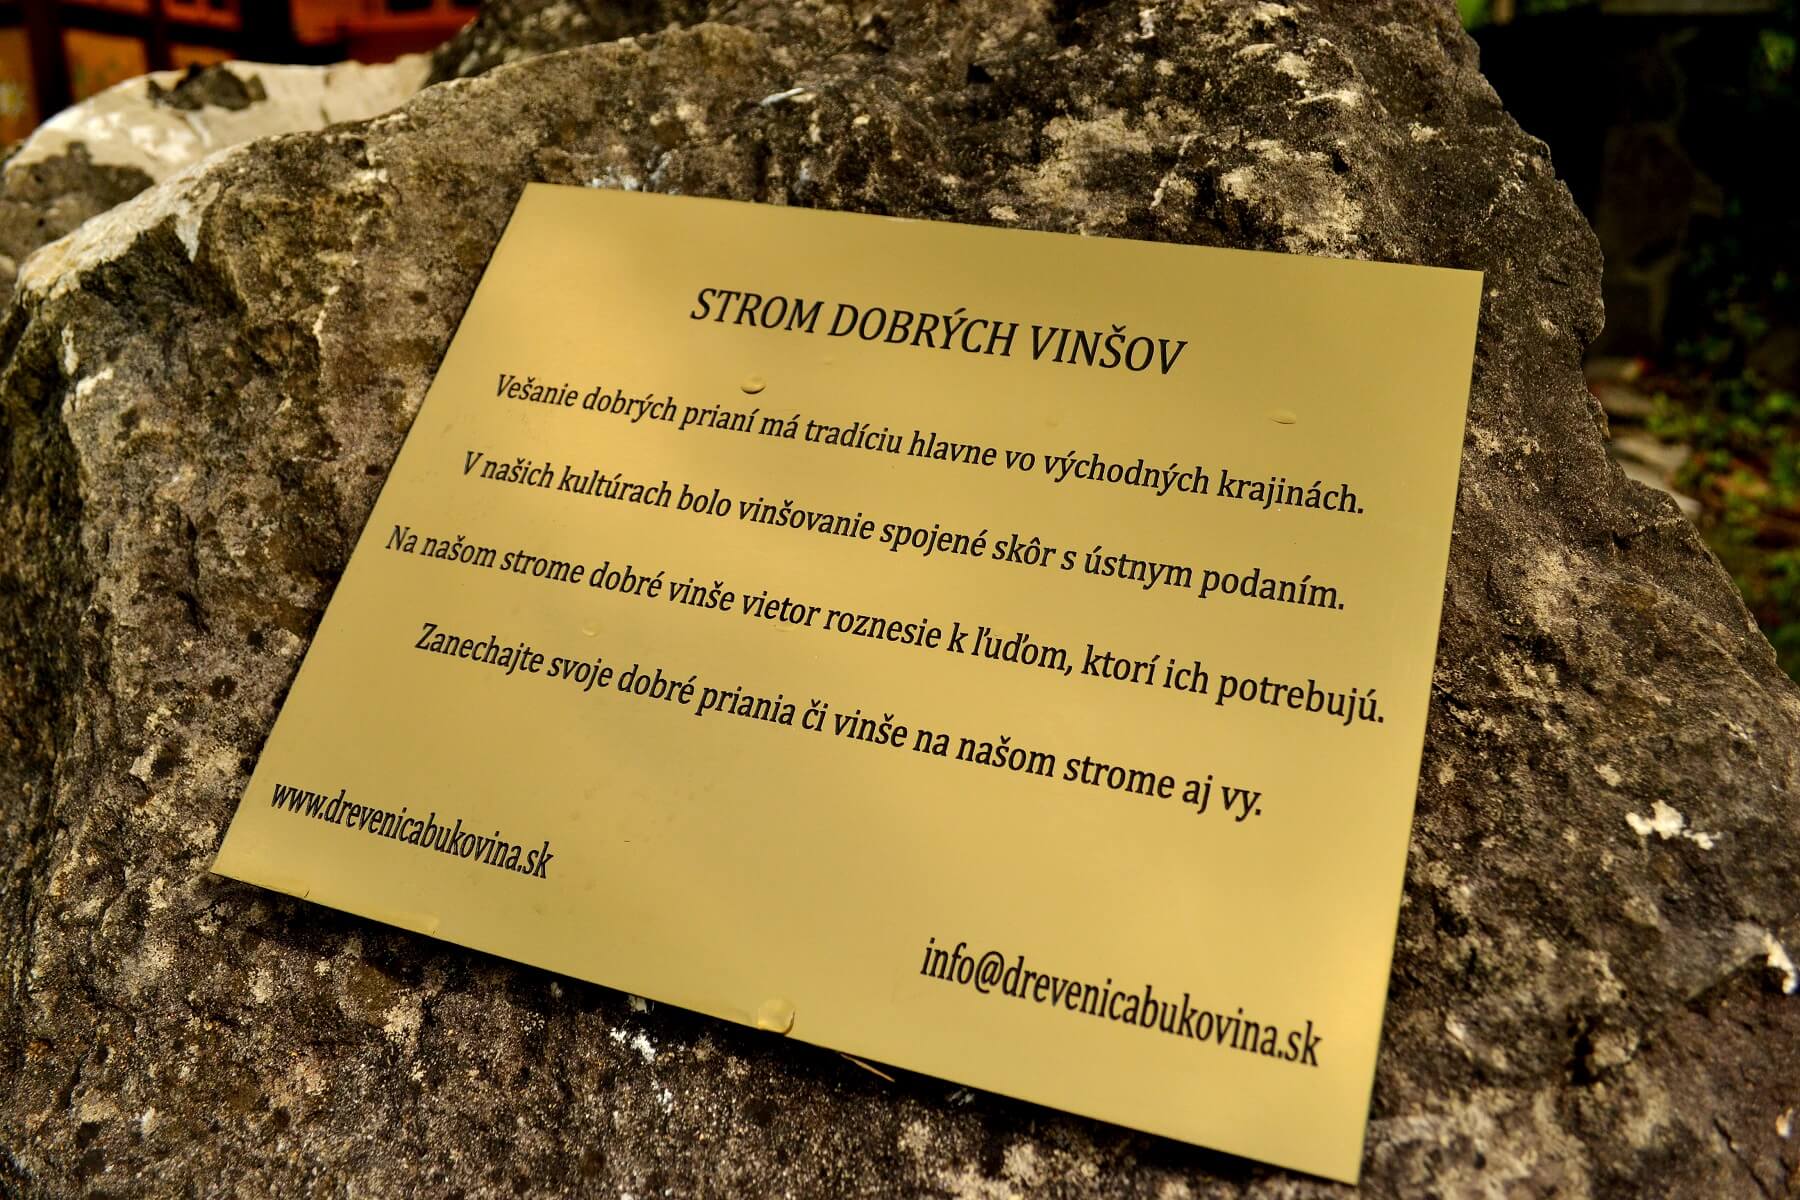 STROM DOBRÝCH VINŠOV
Vešanie dobrých prianí má tradíciu hlavne vo východných krajinách.
V našich kultúrach bolo vinšovanie spojené skôr s ústnym podaním.
Na našom strome dobré vinše vietor roznesie k ľuďom, ktorí ich potrebujú.
Zanechajte svoje dobré priania či vinše na našom strome aj vy.
www.drevenicabukovina.sk
info@drevenicabukovina.sk